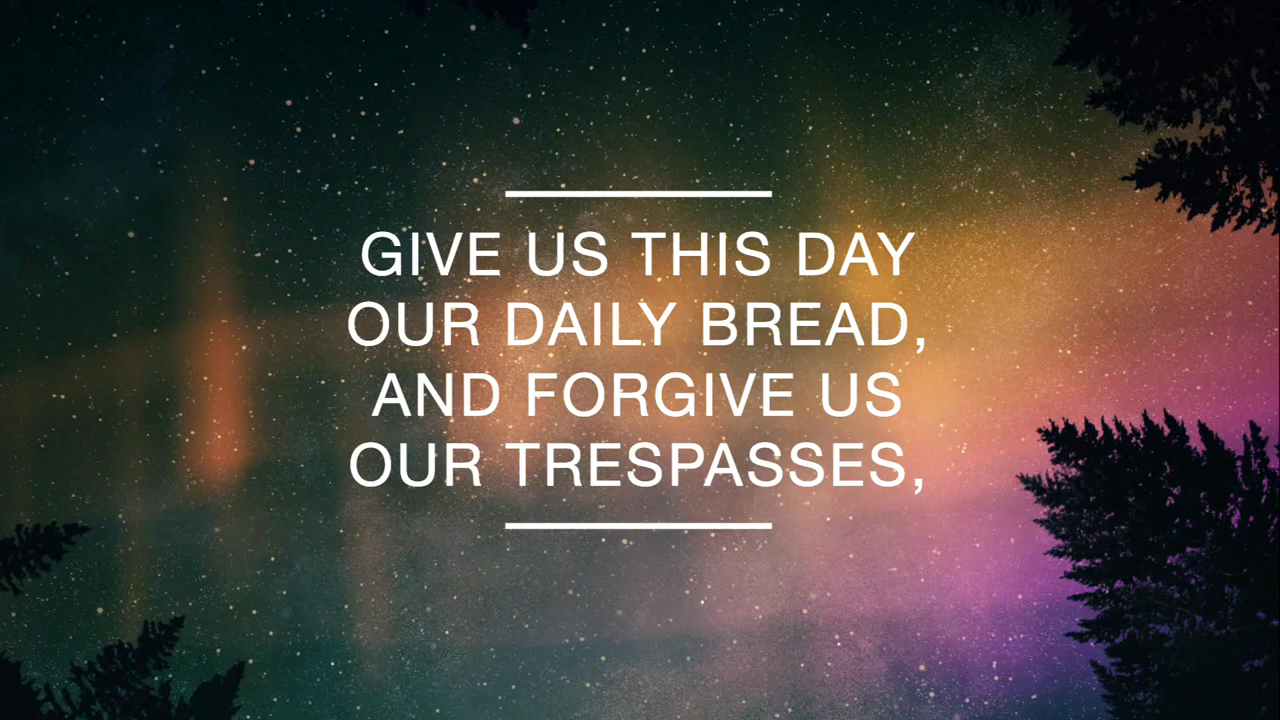 GIVE US THIS DAY
OUR DAILY BREAD,
AND FORGIVE US
OUR TRESPASSES,